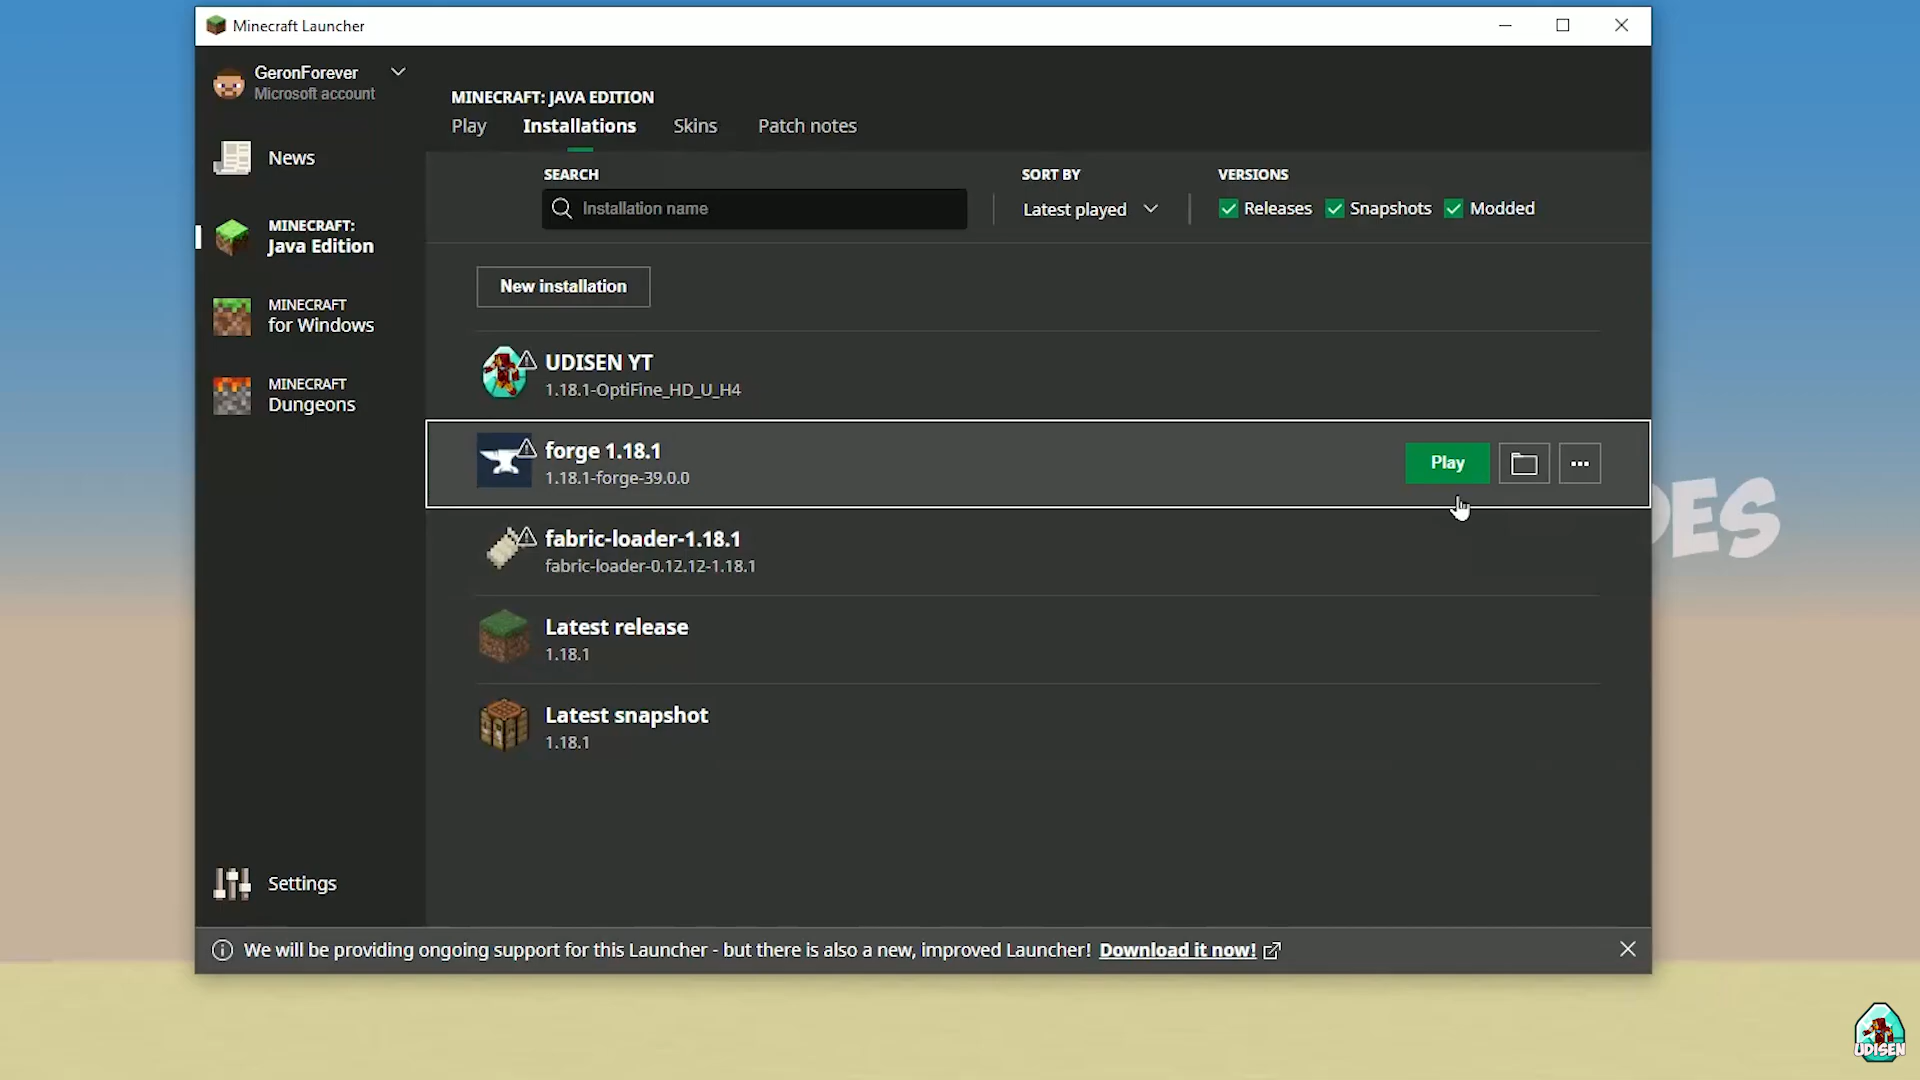 Minecraft Launcher
GeronForever
Microsoft account
News
MINECRAFT:
Java Edition
MINECRAFT
for Windows
MINECRAFT
Dungeons
Settings
MINECRAFT: JAVA EDITION
Play Installations Skins Patch notes
SEARCH SORT BY VERSIONS
Installation name Latest played Releases Snapshots Modded
New installation
UDISEN YT
1.18.1-OptiFine_HD_U_H4
forge 1.18.1
1.18.1-forge-39.0.0
Play
fabric-loader-1.18.1
fabric-loader-0.12.12-1.18.1
Latest release
1.18.1
Latest snapshot
1.18.1
We will be providing ongoing support for this Launcher - but there is also a new, improved Launcher! Download it now!
UDISEN